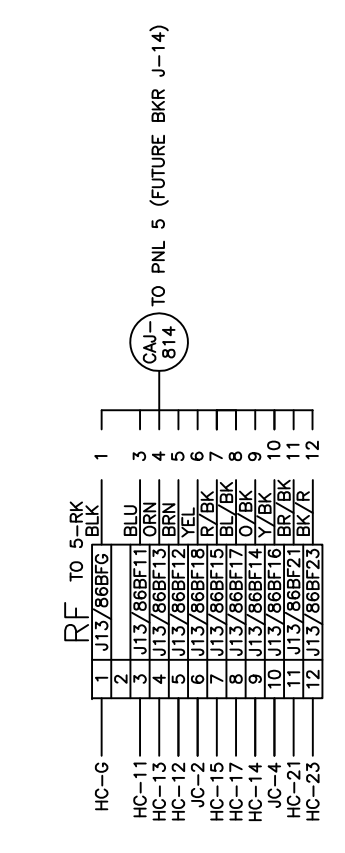 RF TO 5-RK
HC-G 1 J13/86BFG BLK 1
2
HC-11 3 J13/86BF11 BLU 3
HC-13 4 J13/86BF13 ORN 4
HC-12 5 J13/86BF12 BRN 5
JC-2 6 J13/86BF18 YEL 6
HC-15 7 J13/86BF15 R/BK 7
HC-17 8 J13/86BF17 BL/BK 8
HC-14 9 J13/86BF14 O/BK 9
JC-4 10 J13/86BF16 Y/BK 10
HC-21 11 J13/86BF21 BR/BK 11
HC-23 12 J13/86BF23 BK/R 12
CAJ-
814
TO PNL 5 (FUTURE BKR J-14)